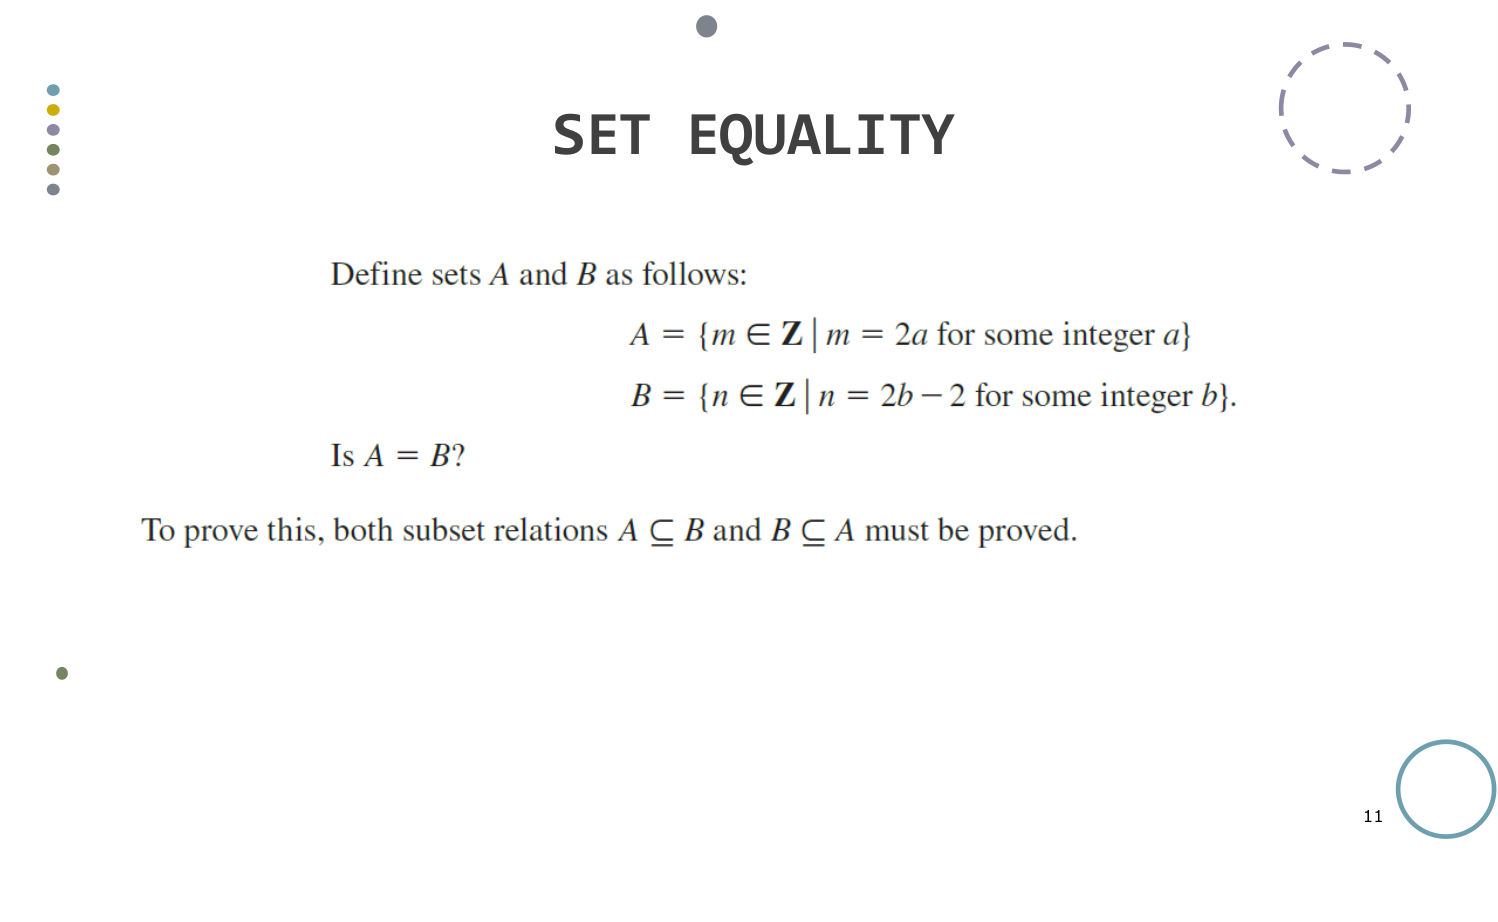 SET EQUALITY
Define sets A and B as follows:
A = {m ∈ Z | m = 2a for some integer a}
B = {n ∈ Z | n = 2b − 2 for some integer b}.
Is A = B?
To prove this, both subset relations A ⊆ B and B ⊆ A must be proved.
11